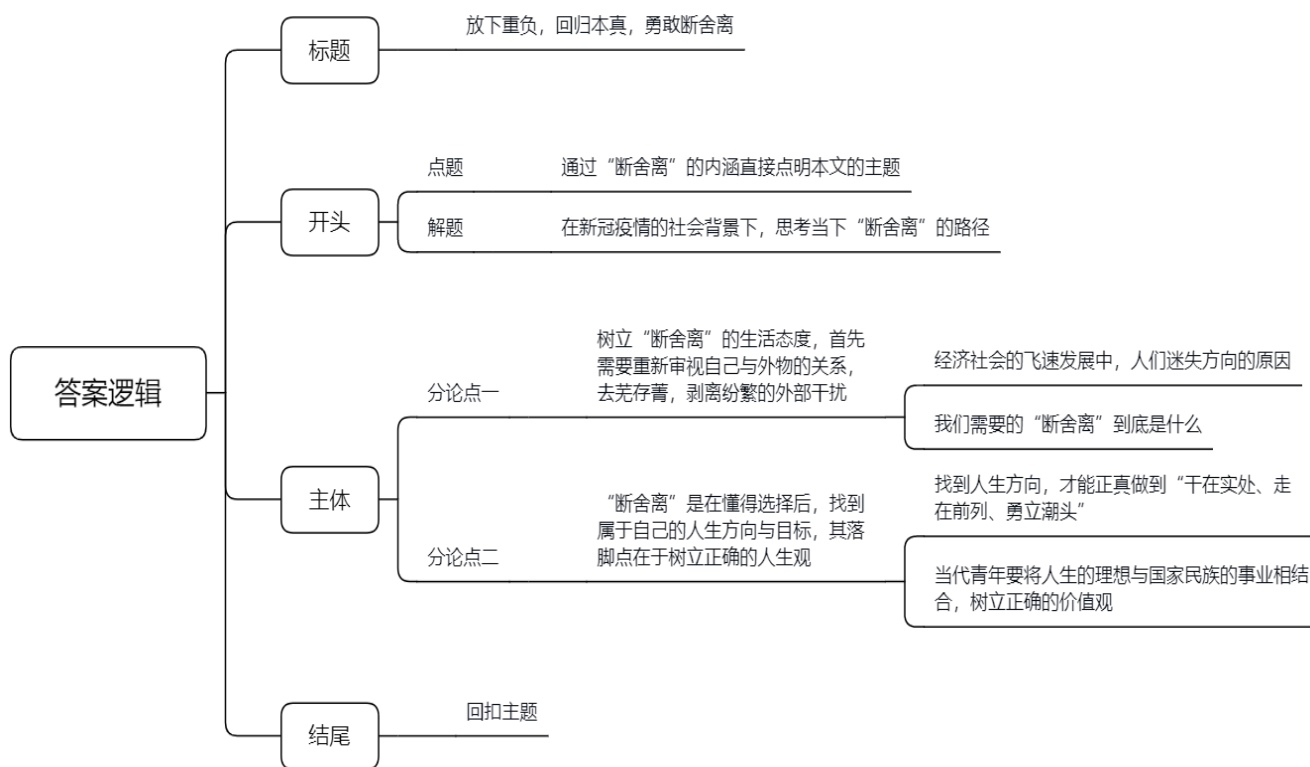 答案逻辑
标题
放下重负，回归本真，勇敢断舍离
开头
点题
通过“断舍离”的内涵直接点明本文的主题
解题
在新冠疫情的社会背景下，思考当下“断舍离”的路径
主体
分论点一
树立“断舍离”的生活态度，首先
需要重新审视自己与外物的关系，
去芜存菁，剥离纷繁的外部干扰
经济社会的飞速发展中，人们迷失方向的原因
我们需要的“断舍离”到底是什么
分论点二
“断舍离”是在懂得选择后，找到
属于自己的人生方向与目标，其落
脚点在于树立正确的人生观
找到人生方向，才能正真做到“干在实处、走
在前列、勇立潮头”
当代青年要将人生的理想与国家民族的事业相结
合，树立正确的价值观
结尾
回扣主题